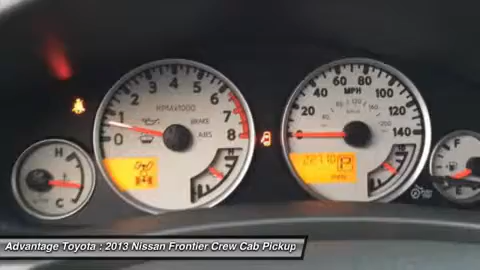 RPMx1000
BRAKE
ABS
0
1
2
3
4
5
6
7
8
H
C
MPH
20
40
60
80
100
120
140
P
F
E
Advantage Toyota : 2013 Nissan Frontier Crew Cab Pickup